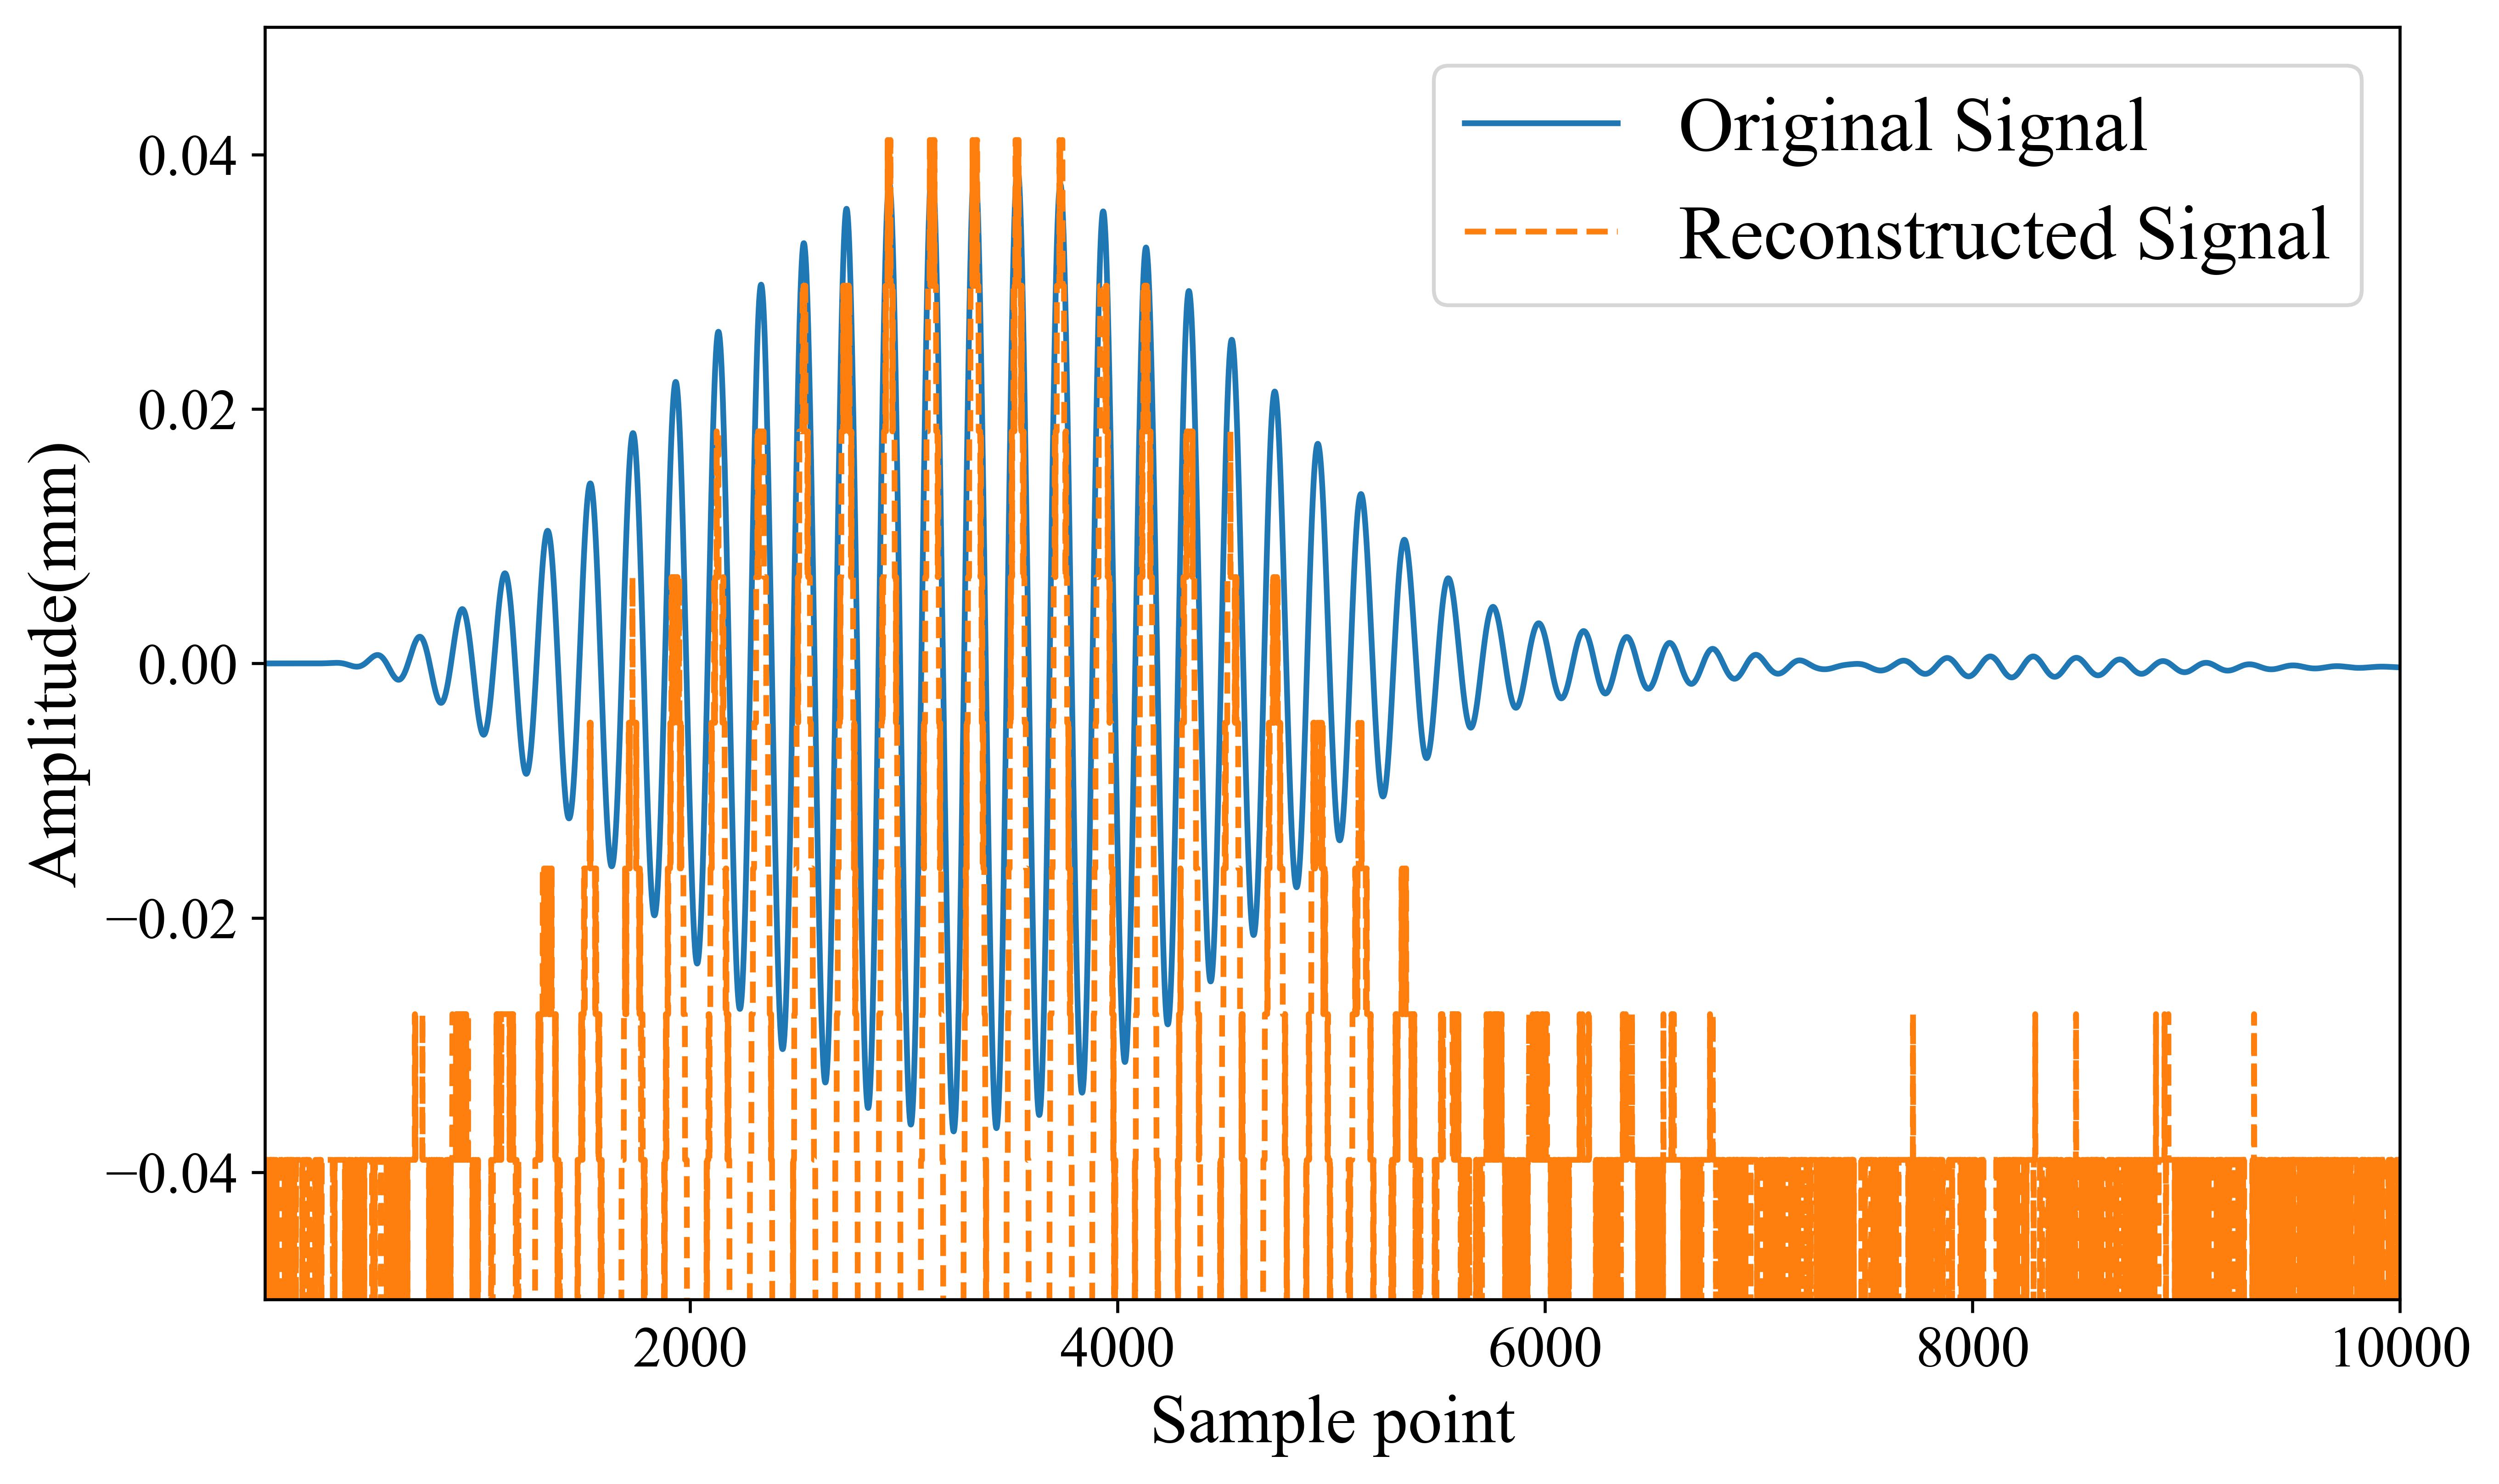 Original Signal
Reconstructed Signal
0.04
0.02
0.00
−0.02
−0.04
Amplitude(mm)
2000
4000
6000
8000
10000
Sample point